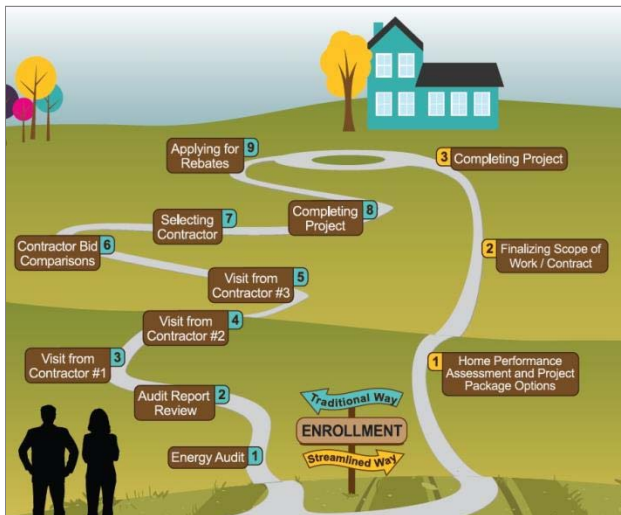 Applying for
Rebates
9
3
Completing Project
Selecting
Contractor
7
Completing
Project
8
Contractor Bid
Comparisons
6
2
Finalizing Scope of
Work / Contract
Visit from
Contractor #3
5
Visit from
Contractor #2
4
Visit from
Contractor #1
3
1
Home Performance
Assessment and Project
Package Options
Audit Report
Review
2
Traditional Way
ENROLLMENT
Streamlined Way
Energy Audit
1